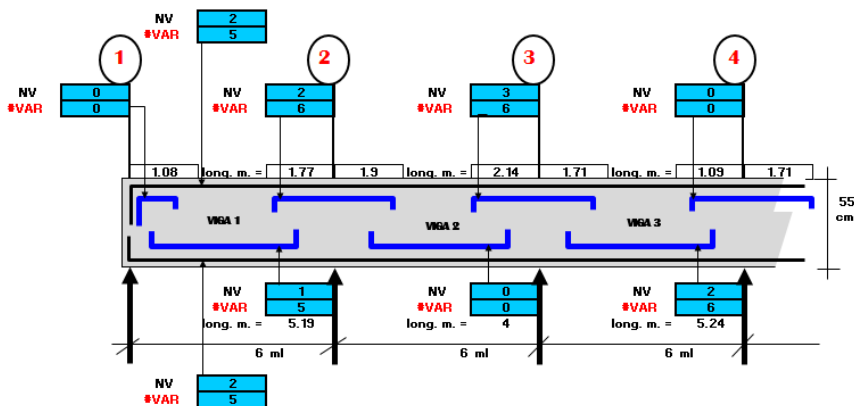 NV 2
#VAR 5
1 2 3 4
NV 0 NV 2 NV 3 NV 0
#VAR 0 #VAR 6 #VAR 6 #VAR 0
1.08 long. m. = 1.77 1.9 long. m. = 2.14 1.71 long. m. = 1.09 1.71
55
cm
VIGA 1 VIGA 2 VIGA 3
NV 1 NV 0 NV 2
#VAR 5 #VAR 0 #VAR 6
long. m. = 5.19 long. m. = 4 long. m. = 5.24
6 ml 6 ml 6 ml
NV 2
#VAR 5